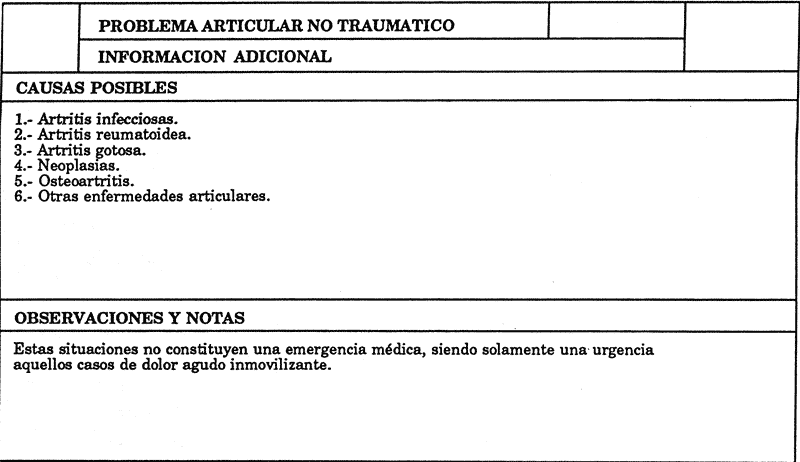 PROBLEMA ARTICULAR NO TRAUMATICO
INFORMACION ADICIONAL
CAUSAS POSIBLES
1.- Artritis infecciosas.
2.- Artritis reumatoidea.
3.- Artritis gotosa.
4.- Neoplasias.
5.- Osteoartritis.
6.- Otras enfermedades articulares.
OBSERVACIONES Y NOTAS
Estas situaciones no constituyen una emergencia médica, siendo solamente una urgencia
aquellos casos de dolor agudo inmovilizante.